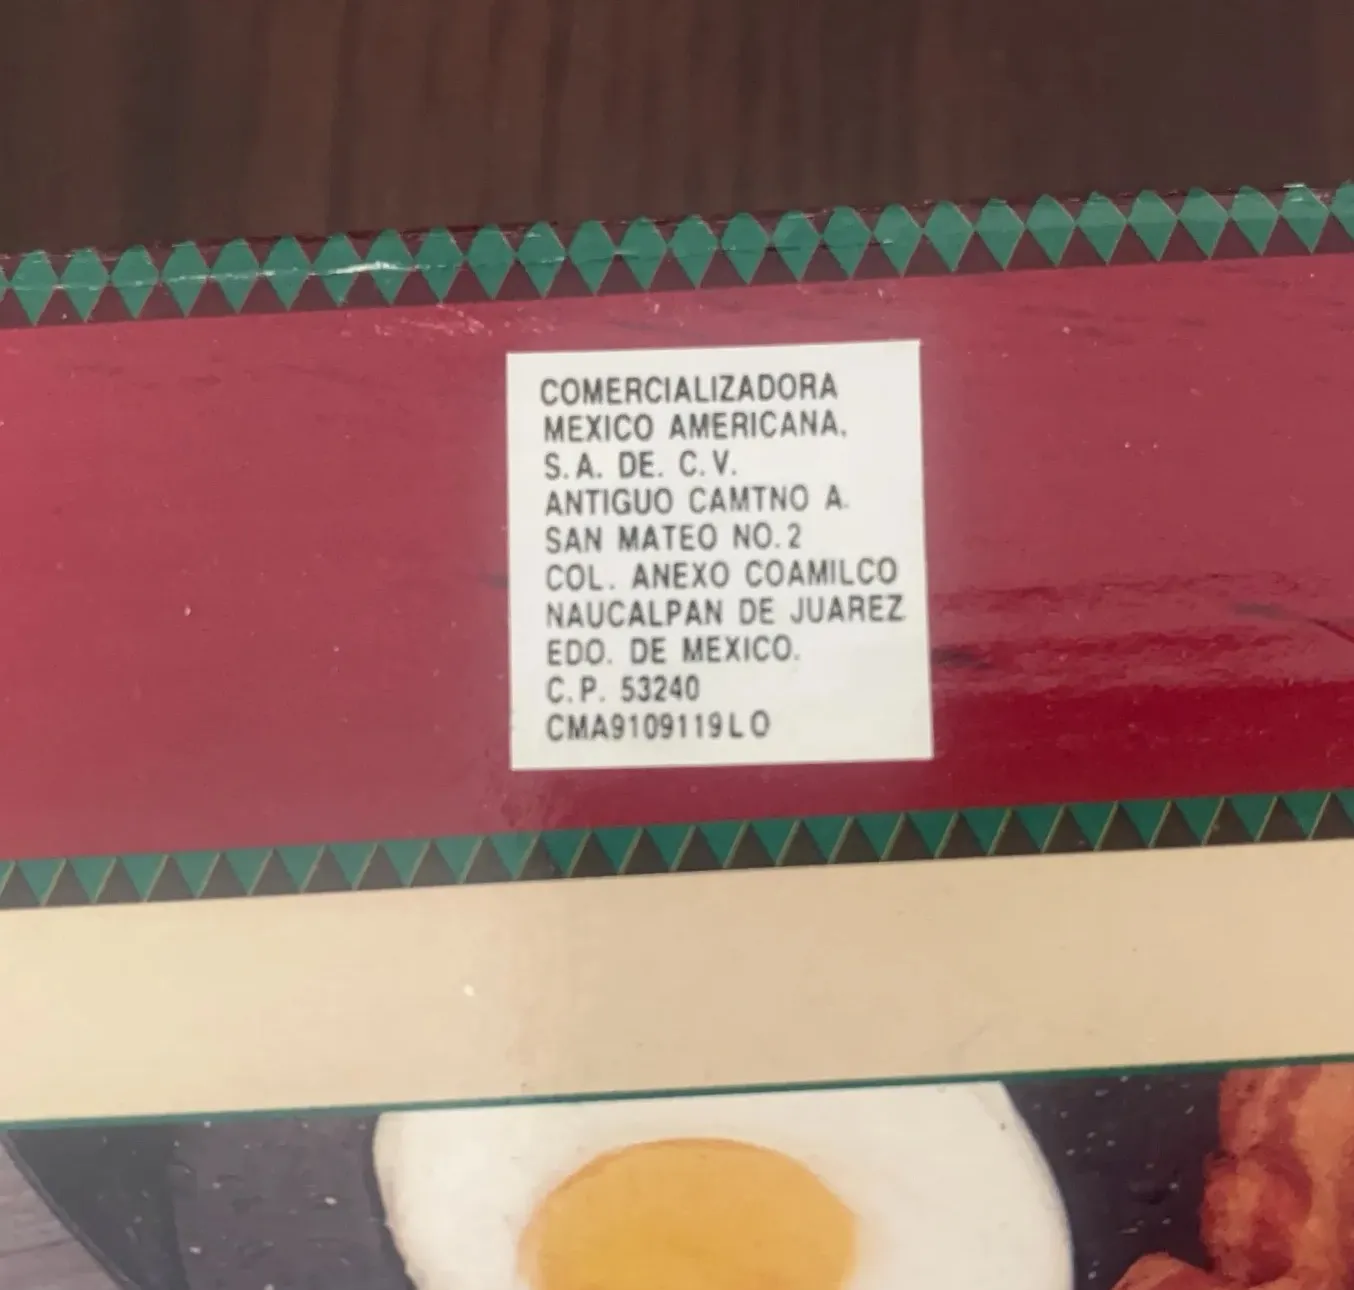 COMERCIALIZADORA
MEXICO AMERICANA,
S.A. DE. C.V.
ANTIGUO CAMTNO A.
SAN MATEO NO.2
COL. ANEXO COAMILCO
NAUCALPAN DE JUAREZ
EDO. DE MEXICO.
C.P. 53240
CMA9109119LO